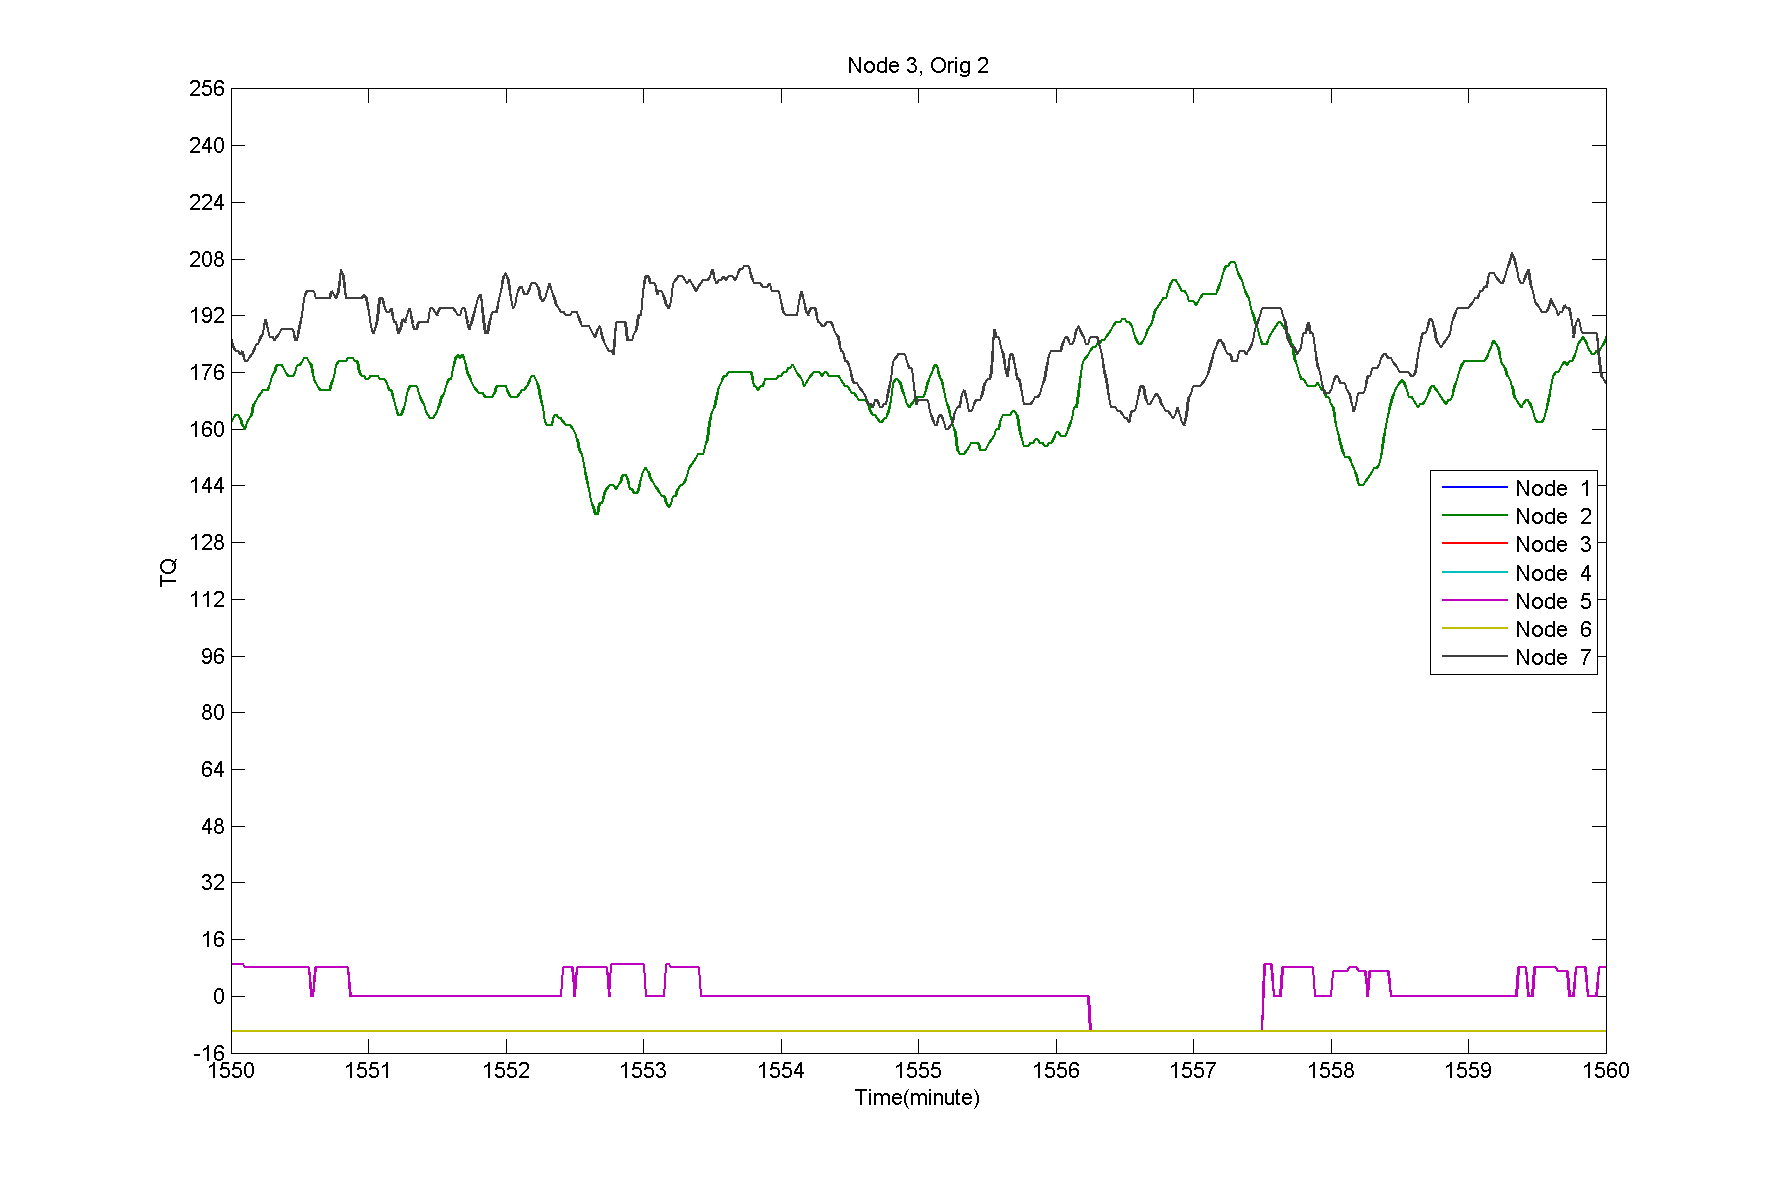 Node 3, Orig 2
256
240
224
208
192
176
160
144
128
112
96
80
64
48
32
16
0
-16
TQ
Node 1
Node 2
Node 3
Node 4
Node 5
Node 6
Node 7
1550 1551 1552 1553 1554 1555 1556 1557 1558 1559 1560
Time(minute)